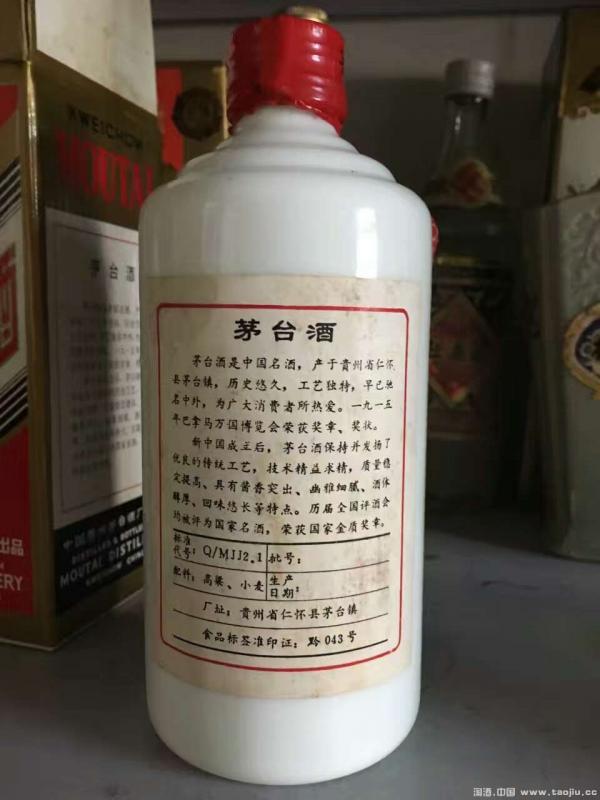 KWEICHOW
MOUTAI
茅台酒
茅台酒
茅台酒是中国名酒，产于贵州省仁怀
县茅台镇，历史悠久，工艺独特，早已驰
名中外，为广大消费者所热爱。一九一五
年巴拿马万国博览会荣获奖章、奖状。
新中国成立后，茅台酒保持并发扬了
优良的传统工艺，技术精益求精，质量稳
定提高、具有酱香突出、幽雅细腻、酒体
醇厚、回味悠长等特点。历届全国评酒会
均被评为国家名酒，荣获国家金质奖章。
标准代号：Q/MJJ2.1 批号：
配料：高粱、小麦 生产日期：
厂址：贵州省仁怀县茅台镇
食品标签准印证：黔 043 号
出品
DISTILLED & BOTTLED
MOUTAI DISTIL
KWEICHOW CHINA
淘酒.中国 www.taojiu.cc